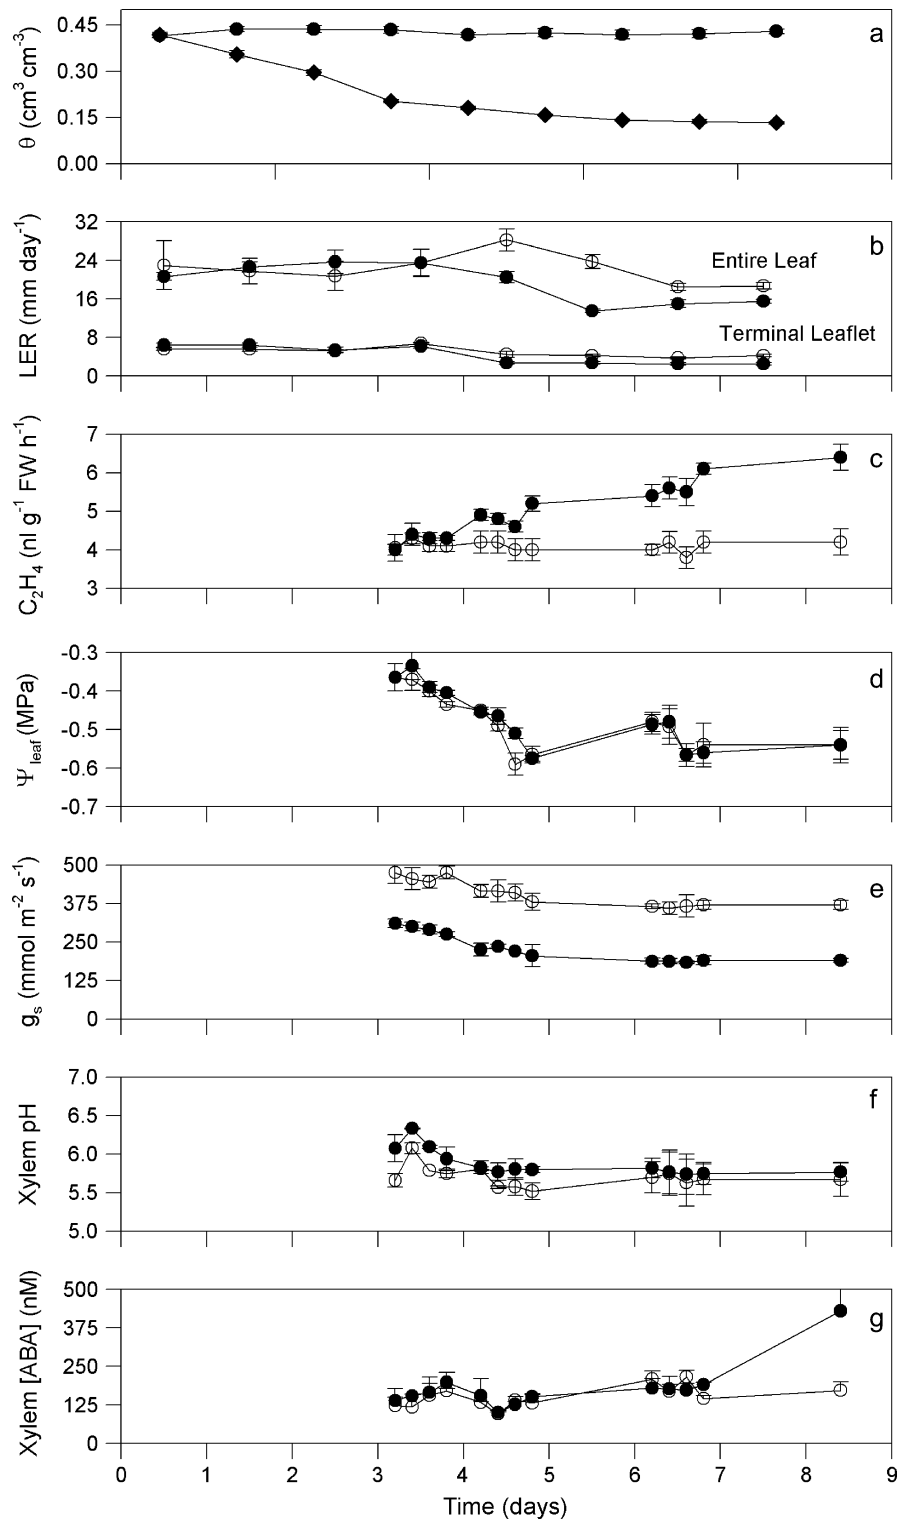 0.45
0.30
0.15
0.00
θ (cm³ cm⁻³)
a
32
24
16
8
0
LER (mm day⁻¹)
b
Entire Leaf
Terminal Leaflet
7
6
5
4
3
C₂H₄ (nl g⁻¹ FW h⁻¹)
c
-0.3
-0.4
-0.5
-0.6
-0.7
Ψleaf (MPa)
d
500
375
250
125
0
gₛ (mmol m⁻² s⁻¹)
e
7.0
6.5
6.0
5.5
5.0
Xylem pH
f
500
375
250
125
0
Xylem [ABA] (nM)
g
0 1 2 3 4 5 6 7 8 9
Time (days)